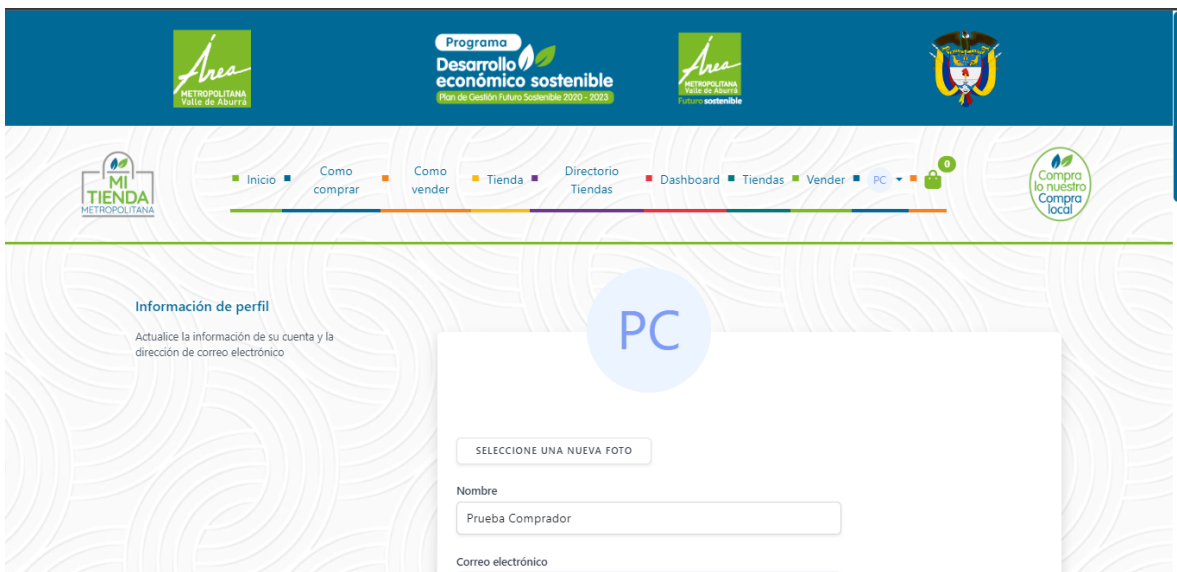 Área
METROPOLITANA
Valle de Aburrá
Programa
Desarrollo
económico sostenible
Plan de Gestión Futuro Sostenible 2020 - 2023
Área
METROPOLITANA
Valle de Aburrá
Futuro sostenible
MI
TIENDA
METROPOLITANA
Inicio
Como
comprar
Como
vender
Tienda
Directorio
Tiendas
Dashboard
Tiendas
Vender
PC
0
Compra
lo nuestro
Compra
local
Información de perfil
Actualice la información de su cuenta y la
dirección de correo electrónico
PC
SELECCIONE UNA NUEVA FOTO
Nombre
Prueba Comprador
Correo electrónico